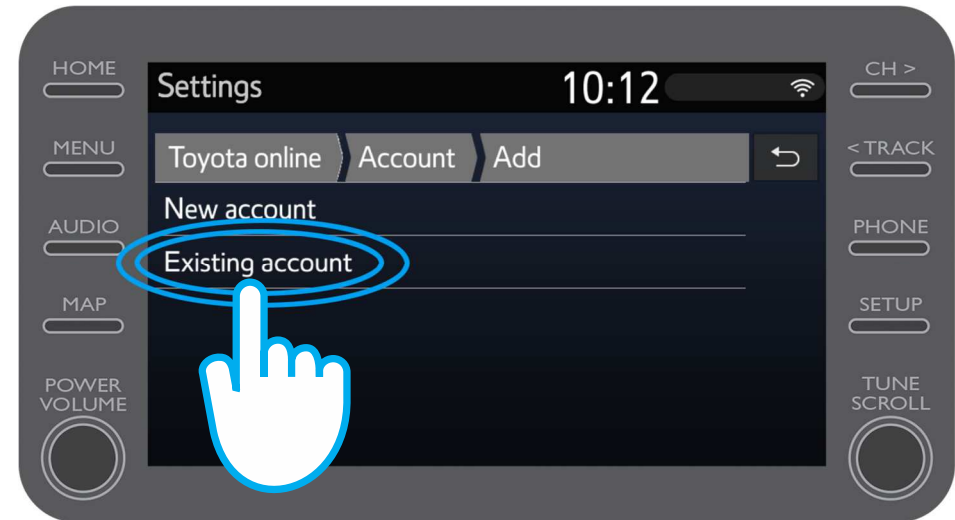 HOME
CH >
Settings 10:12
MENU
< TRACK
Toyota online Account Add
New account
AUDIO
PHONE
Existing account
MAP
SETUP
POWER
VOLUME
TUNE
SCROLL